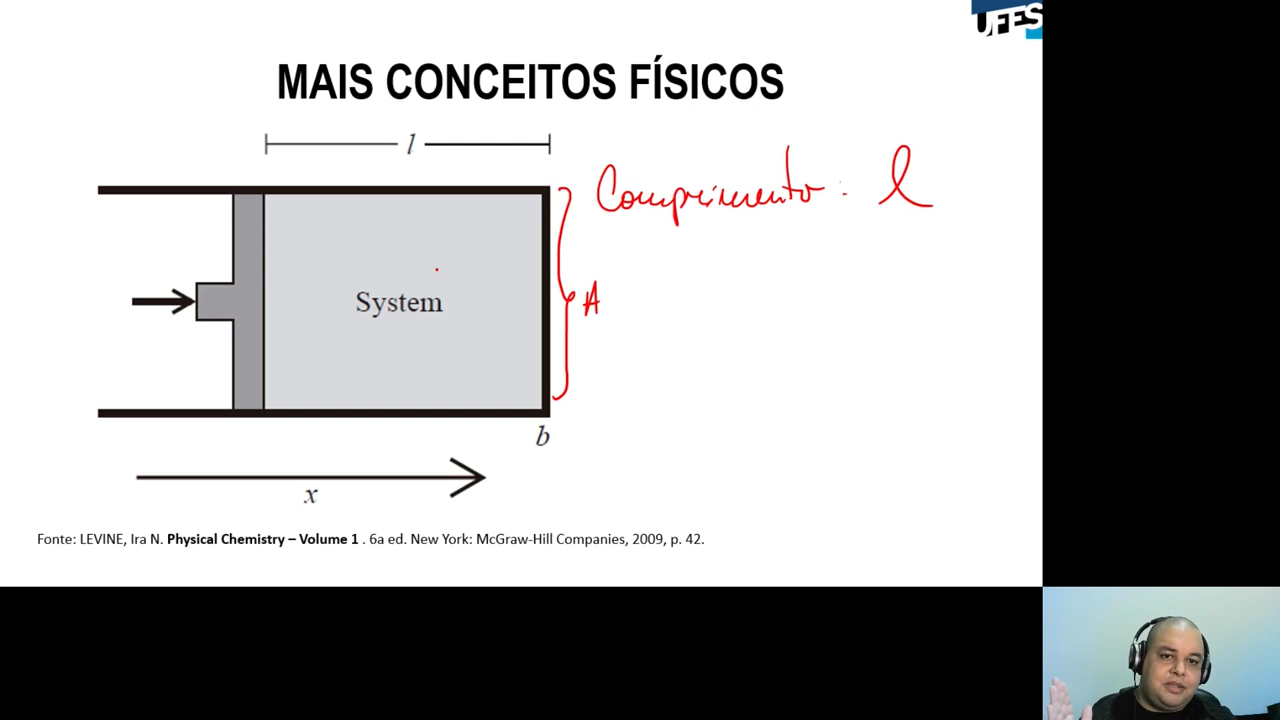 UFES
MAIS CONCEITOS FÍSICOS
l
Comprimento : l
System
A
b
x
Fonte: LEVINE, Ira N. Physical Chemistry – Volume 1 . 6a ed. New York: McGraw-Hill Companies, 2009, p. 42.